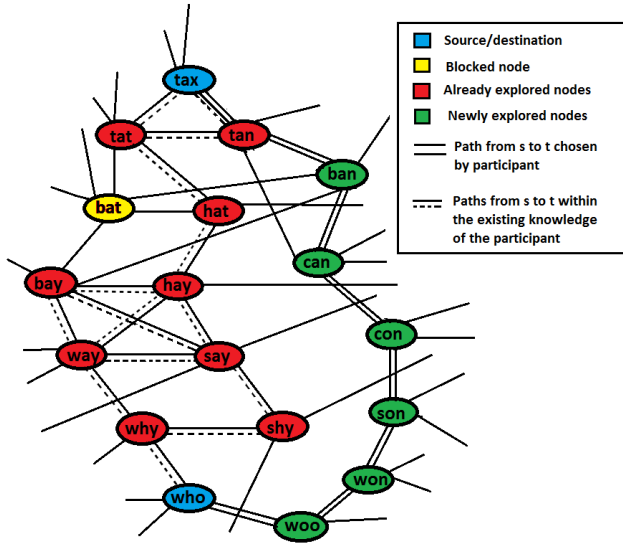 tax
tat
tan
ban
bat
hat
can
bay
hay
con
way
say
son
why
shy
won
who
woo
Source/destination
Blocked node
Already explored nodes
Newly explored nodes
Path from s to t chosen
by participant
Paths from s to t within
the existing knowledge
of the participant